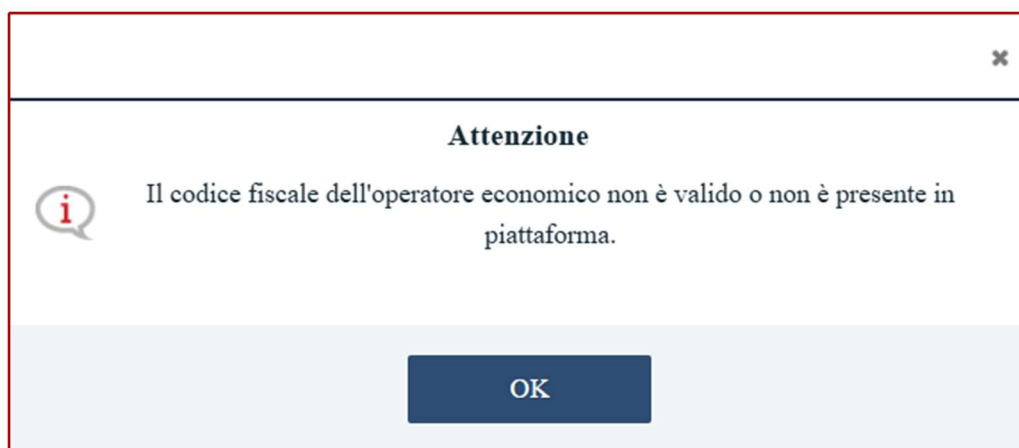 Attenzione
Il codice fiscale dell'operatore economico non è valido o non è presente in
piattaforma.
OK